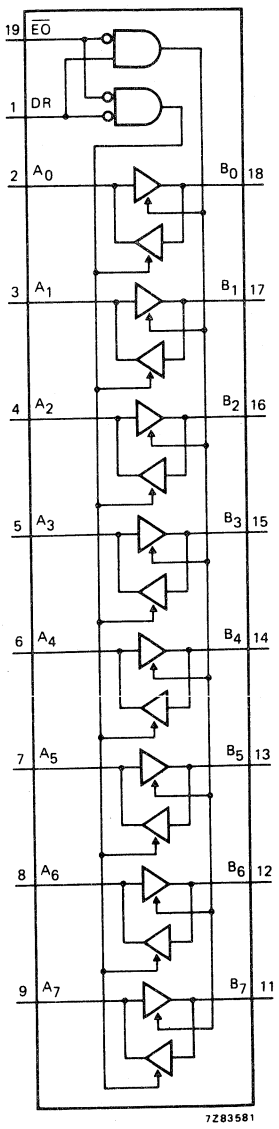 19 E̅O̅
1 DR
2 A0 B0 18
3 A1 B1 17
4 A2 B2 16
5 A3 B3 15
6 A4 B4 14
7 A5 B5 13
8 A6 B6 12
9 A7 B7 11
7Z83581